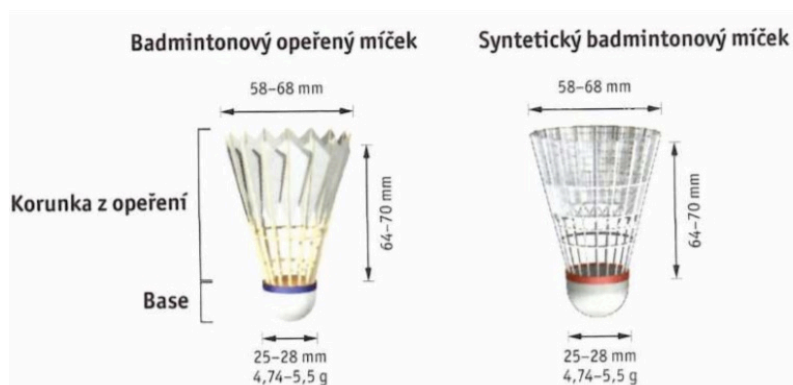 Badmintonový opeřený míček
58–68 mm
Korunka z opeření
64–70 mm
Base
25–28 mm
4,74–5,5 g
Syntetický badmintonový míček
58–68 mm
64–70 mm
25–28 mm
4,74–5,5 g